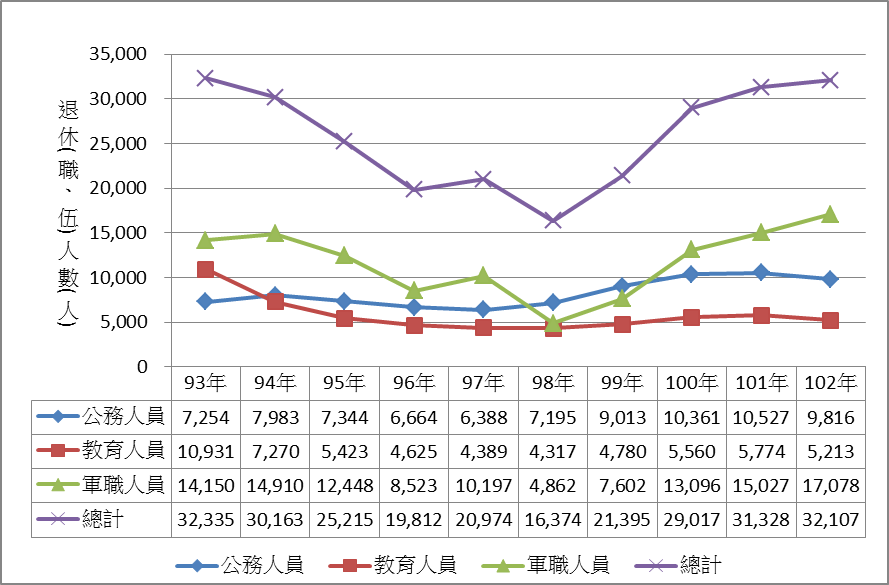 35,000
30,000
25,000
20,000
15,000
10,000
5,000
0
退休(職、伍)人數(人)
93年 94年 95年 96年 97年 98年 99年 100年 101年 102年
公務人員 7,254 7,983 7,344 6,664 6,388 7,195 9,013 10,361 10,527 9,816
教育人員 10,931 7,270 5,423 4,625 4,389 4,317 4,780 5,560 5,774 5,213
軍職人員 14,150 14,910 12,448 8,523 10,197 4,862 7,602 13,096 15,027 17,078
總計 32,335 30,163 25,215 19,812 20,974 16,374 21,395 29,017 31,328 32,107
公務人員 教育人員 軍職人員 總計